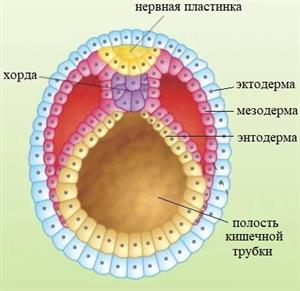 нервная пластинка
хорда
эктодерма
мезодерма
энтодерма
полость
кишечной
трубки